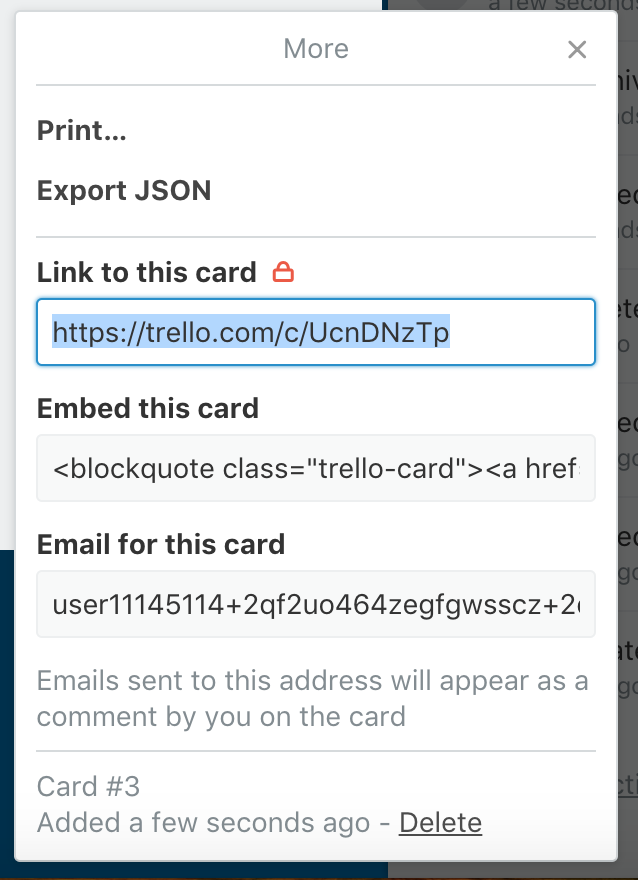 a few seconds
More
Print...
Export JSON
Link to this card
https://trello.com/c/UcnDNzTp
Embed this card
<blockquote class="trello-card"><a href
Email for this card
user11145114+2qf2uo464zegfgwsscz+2
Emails sent to this address will appear as a
comment by you on the card
Card #3
Added a few seconds ago - Delete